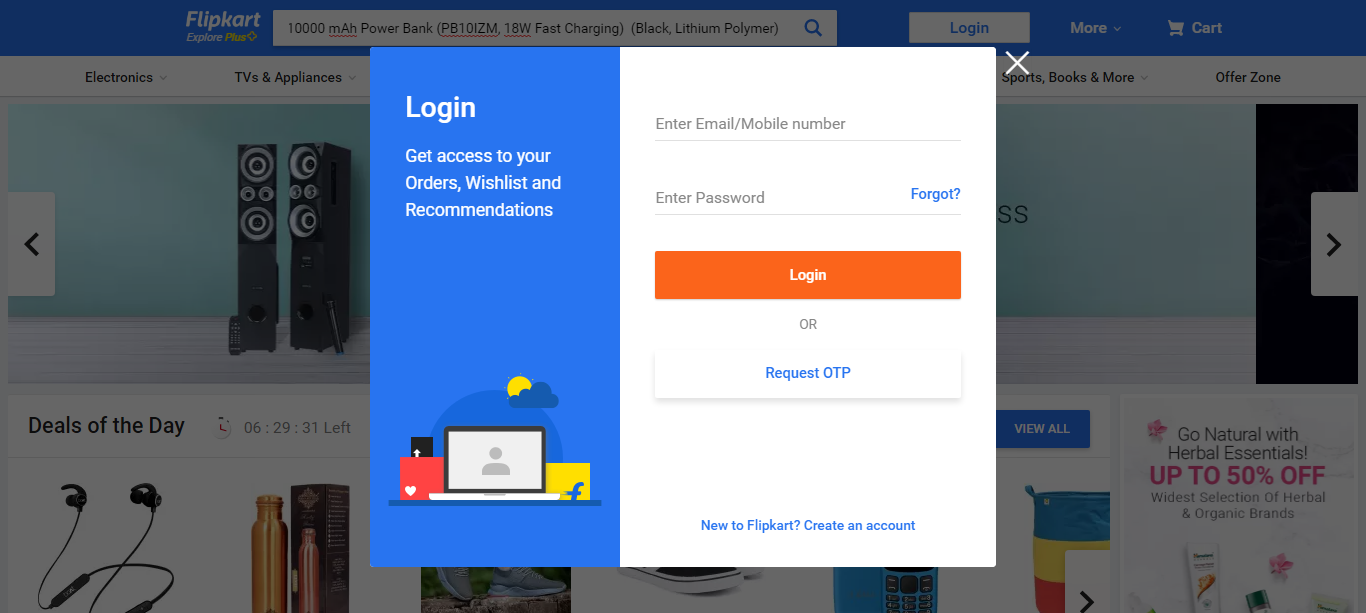 Flipkart
Explore Plus
10000 mAh Power Bank (PB10IZM, 18W Fast Charging) (Black, Lithium Polymer)
Login
More
Cart
Electronics
TVs & Appliances
Sports, Books & More
Offer Zone
Login
Get access to your
Orders, Wishlist and
Recommendations
Enter Email/Mobile number
Enter Password
Forgot?
Login
OR
Request OTP
New to Flipkart? Create an account
ss
Deals of the Day
06 : 29 : 31 Left
VIEW ALL
Go Natural with
Herbal Essentials!
UP TO 50% OFF
Widest Selection Of Herbal
& Organic Brands